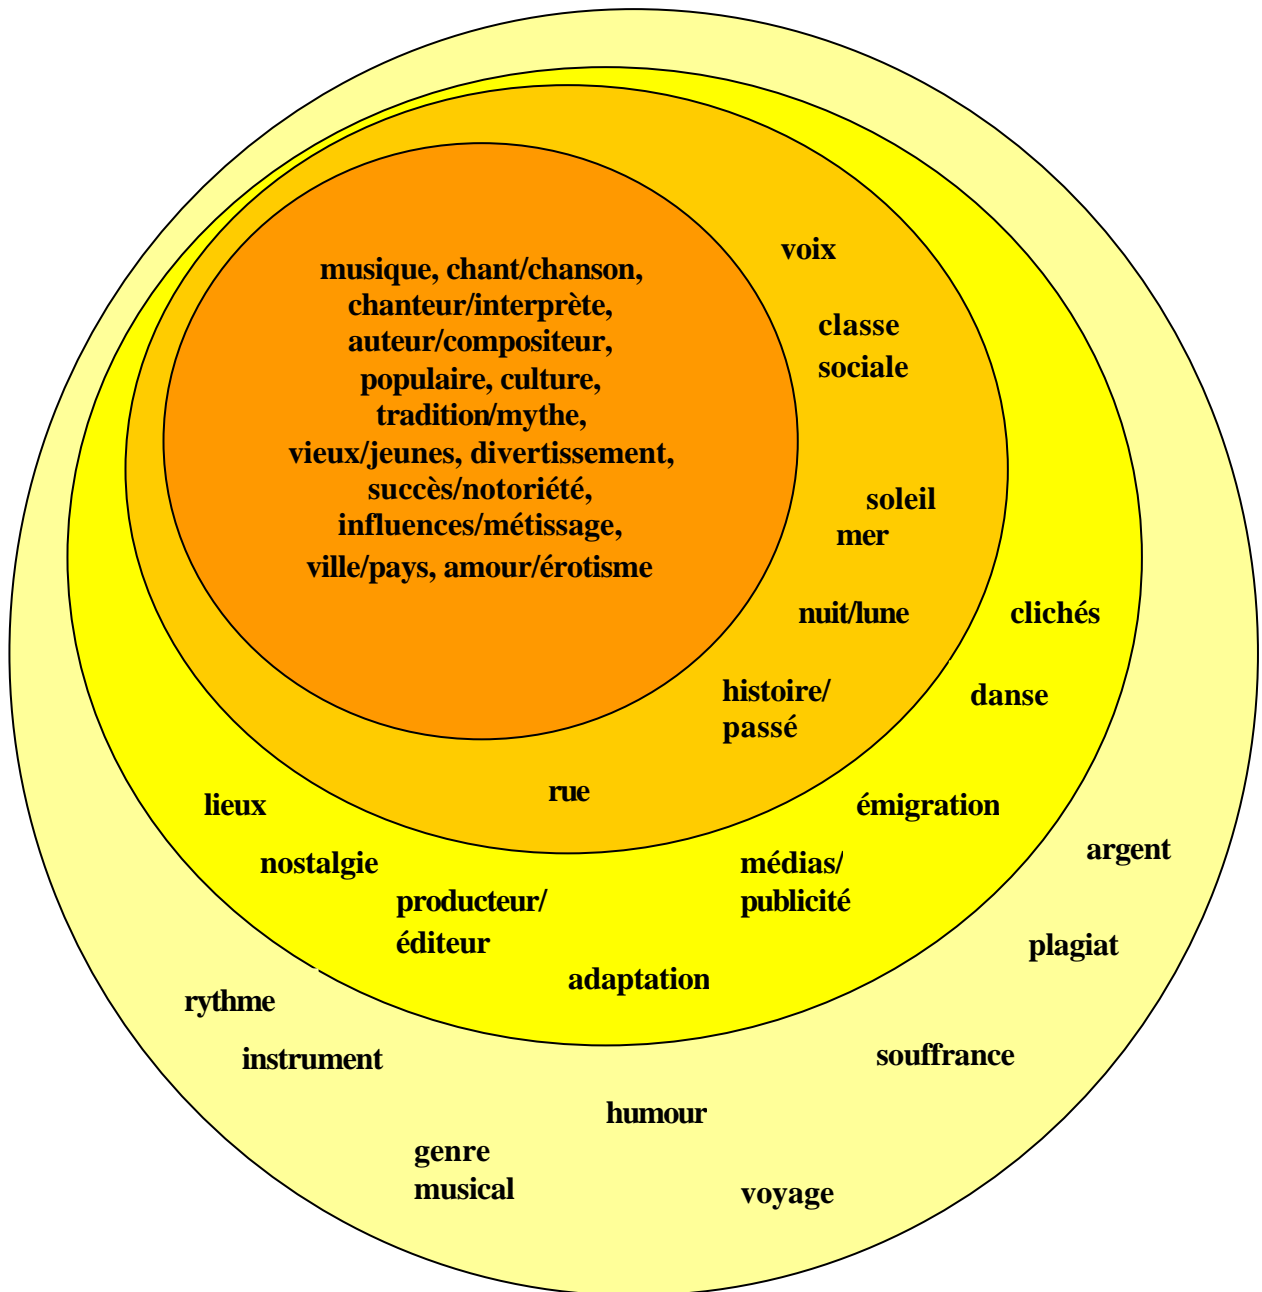 musique, chant/chanson,
chanteur/interprète,
auteur/compositeur,
populaire, culture,
tradition/mythe,
vieux/jeunes, divertissement,
succès/notoriété,
influences/métissage,
ville/pays, amour/érotisme
voix
classe
sociale
soleil
mer
nuit/lune
histoire/
passé
rue
clichés
danse
émigration
médias/
publicité
adaptation
producteur/
éditeur
nostalgie
lieux
argent
plagiat
souffrance
voyage
humour
genre
musical
instrument
rythme